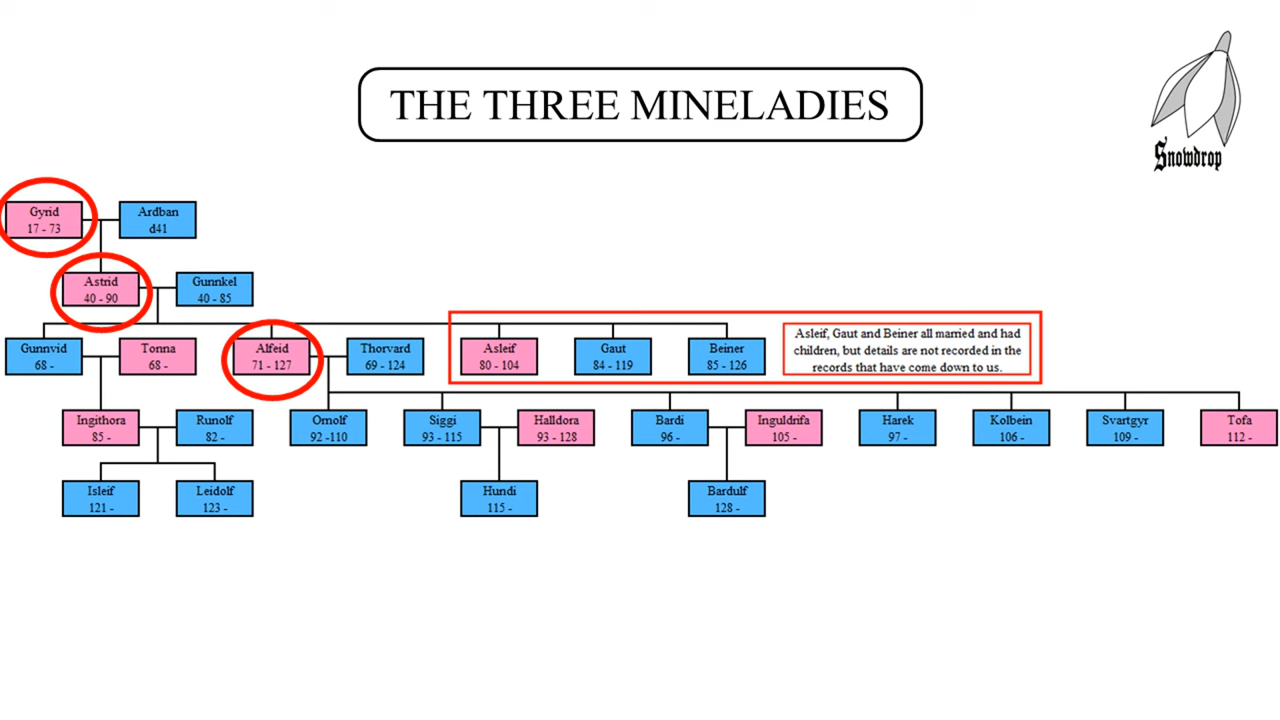 THE THREE MINELADIES
Snowdrop
Gyrid
17 - 73
Ardban
d41
Astrid
40 - 90
Gunnkel
40 - 85
Gunnvid
68 -
Tonna
68 -
Alfeid
71 - 127
Thorvard
69 - 124
Asleif
80 - 104
Gaut
84 - 119
Beiner
85 - 126
Asleif, Gaut and Beiner all married and had
children, but details are not recorded in the
records that have come down to us.
Ingithora
85 -
Runolf
82 -
Ornolf
92 -110
Siggi
93 - 115
Halldora
93 - 128
Bardi
96 -
Inguldrifa
105 -
Harek
97 -
Kolbein
106 -
Svartgyr
109 -
Tofa
112 -
Isleif
121 -
Leidolf
123 -
Hundi
115 -
Bardulf
128 -